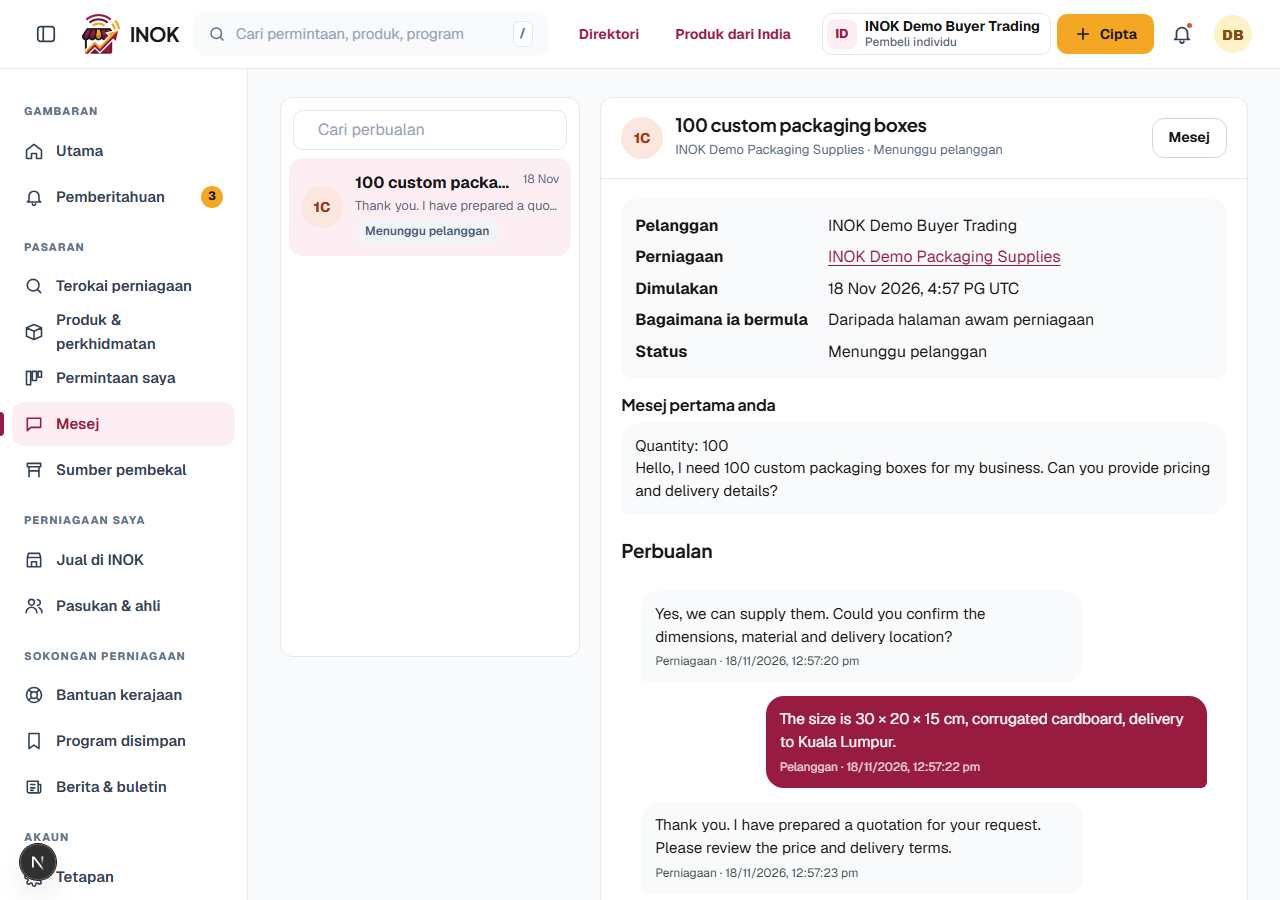 INOK
Cari permintaan, produk, program
/
Direktori
Produk dari India
ID
INOK Demo Buyer Trading
Pembeli individu
Cipta
DB
GAMBARAN
Utama
Pemberitahuan
3
PASARAN
Terokai perniagaan
Produk &
perkhidmatan
Permintaan saya
Mesej
Sumber pembekal
PERNIAGAAN SAYA
Jual di INOK
Pasukan & ahli
SOKONGAN PERNIAGAAN
Bantuan kerajaan
Program disimpan
Berita & buletin
AKAUN
N
Tetapan
Cari perbualan
1C
100 custom packa...
18 Nov
Thank you. I have prepared a quo...
Menunggu pelanggan
1C
100 custom packaging boxes
INOK Demo Packaging Supplies · Menunggu pelanggan
Mesej
Pelanggan INOK Demo Buyer Trading
Perniagaan INOK Demo Packaging Supplies
Dimulakan 18 Nov 2026, 4:57 PG UTC
Bagaimana ia bermula Daripada halaman awam perniagaan
Status Menunggu pelanggan
Mesej pertama anda
Quantity: 100
Hello, I need 100 custom packaging boxes for my business. Can you provide pricing
and delivery details?
Perbualan
Yes, we can supply them. Could you confirm the
dimensions, material and delivery location?
Perniagaan · 18/11/2026, 12:57:20 pm
The size is 30 × 20 × 15 cm, corrugated cardboard, delivery
to Kuala Lumpur.
Pelanggan · 18/11/2026, 12:57:22 pm
Thank you. I have prepared a quotation for your request.
Please review the price and delivery terms.
Perniagaan · 18/11/2026, 12:57:23 pm